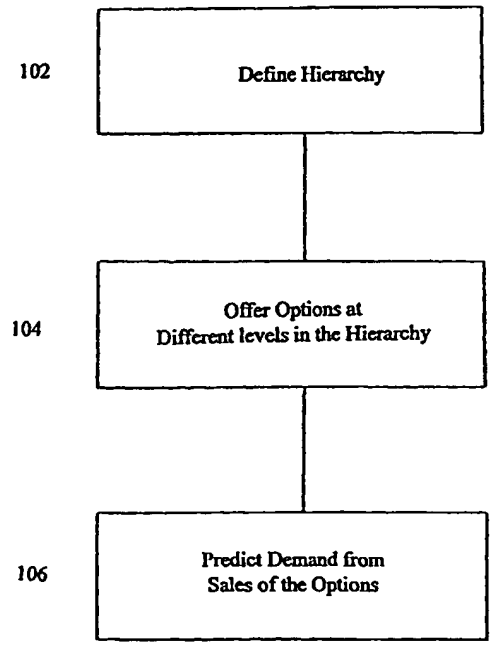 102
Define Hierarchy
104
Offer Options at
Different levels in the Hierarchy
106
Predict Demand from
Sales of the Options